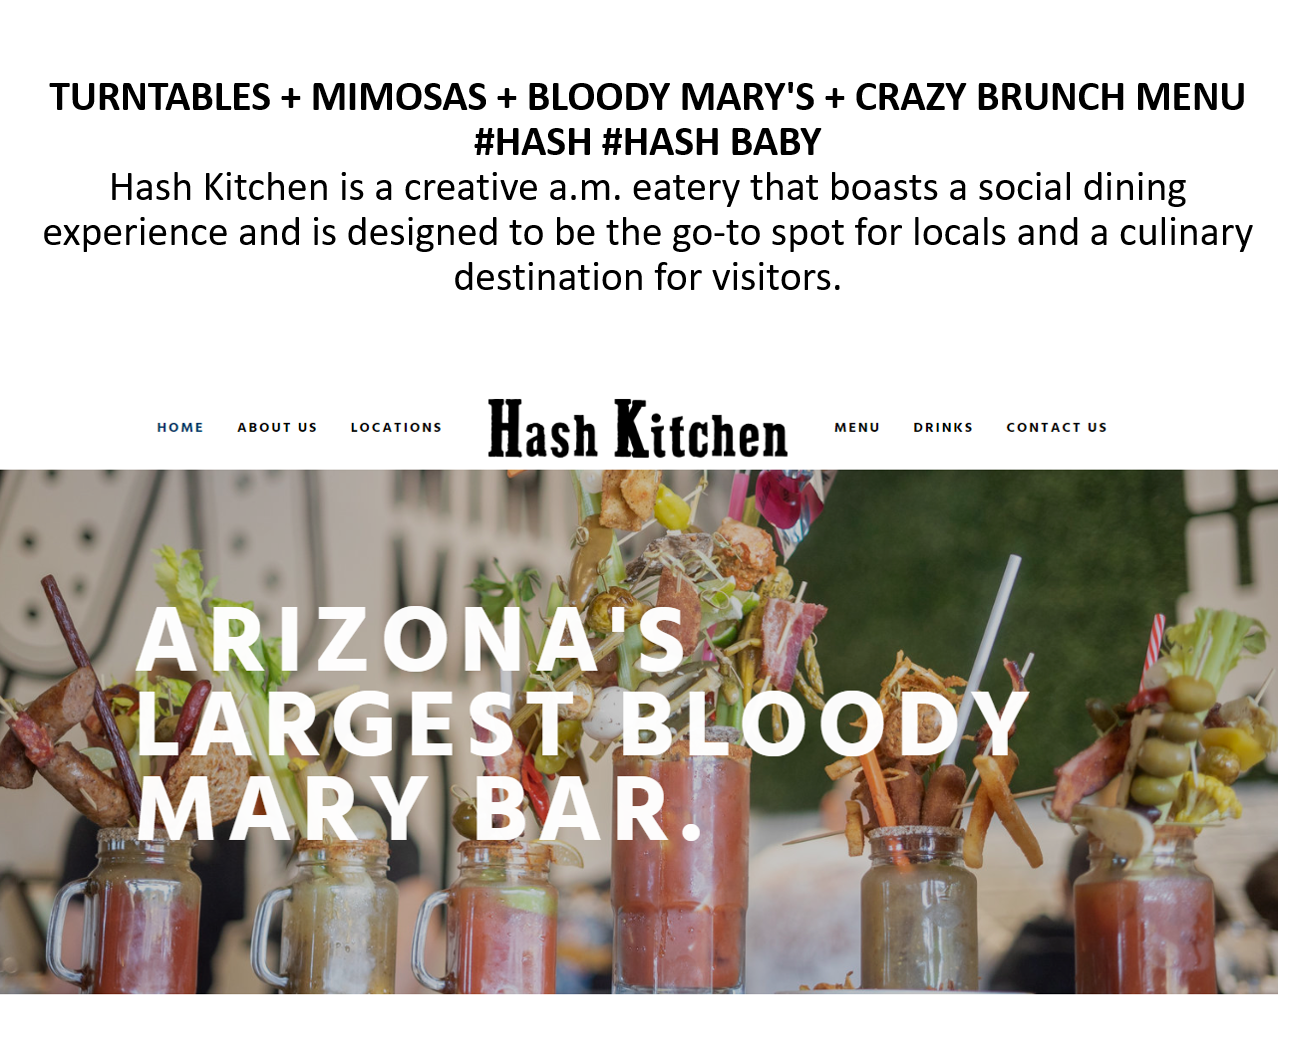 TURNTABLES + MIMOSAS + BLOODY MARY'S + CRAZY BRUNCH MENU
#HASH #HASH BABY
Hash Kitchen is a creative a.m. eatery that boasts a social dining
experience and is designed to be the go-to spot for locals and a culinary
destination for visitors.
HOME ABOUT US LOCATIONS Hash Kitchen MENU DRINKS CONTACT US
ARIZONA'S
LARGEST BLOODY
MARY BAR.